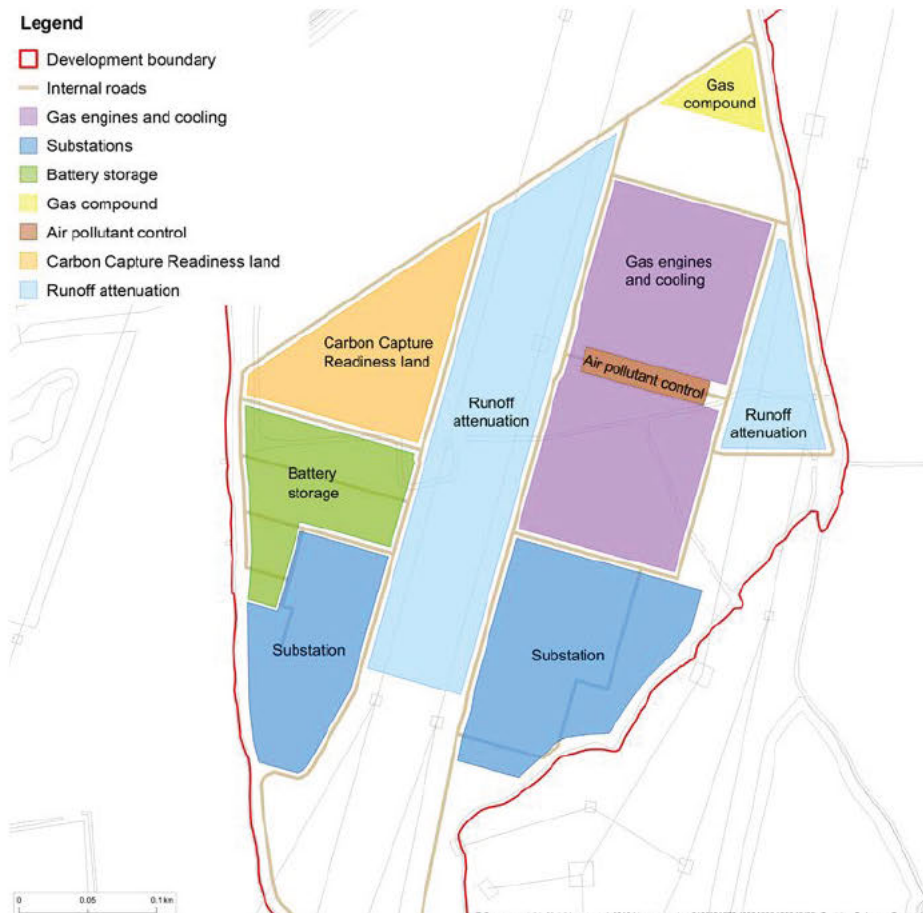 Legend
Development boundary
Internal roads
Gas engines and cooling
Substations
Battery storage
Gas compound
Air pollutant control
Carbon Capture Readiness land
Runoff attenuation
Gas
compound
Gas engines
and cooling
Carbon Capture
Readiness land
Air pollutant control
Runoff
attenuation
Runoff
attenuation
Battery
storage
Substation
Substation
0
0.05
0.1 km